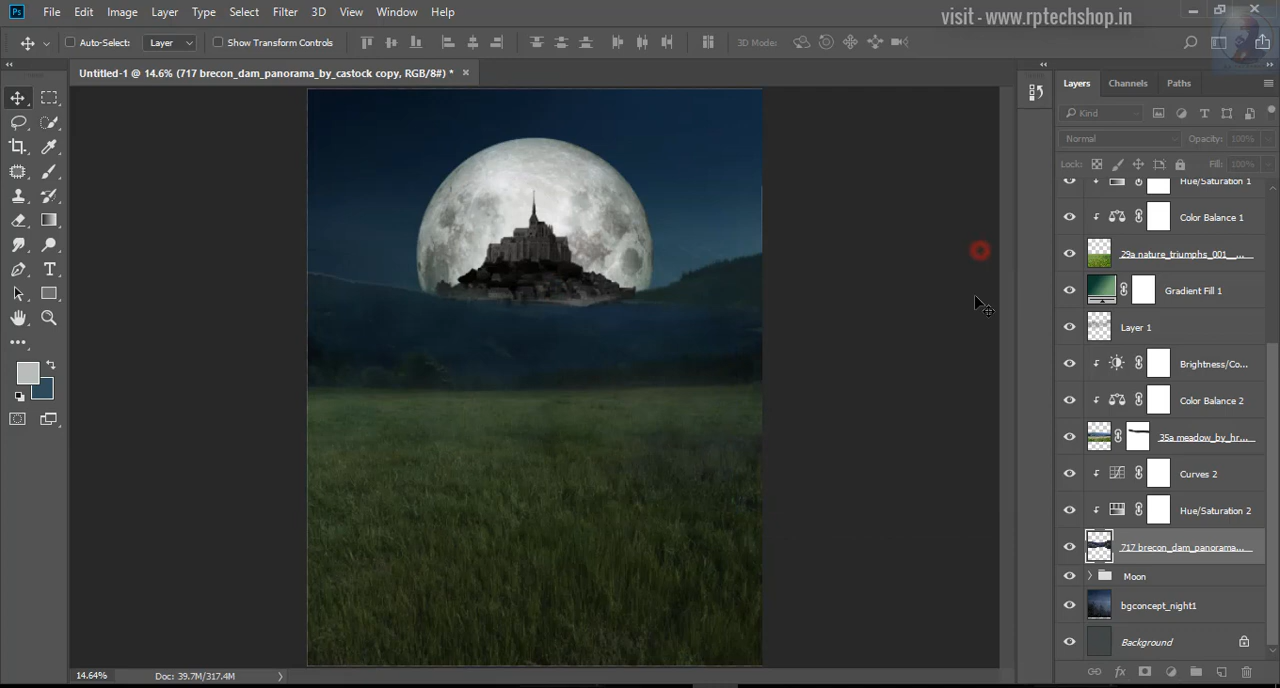 visit - www.rptechshop.in
Ps File Edit Image Layer Type Select Filter 3D View Window Help
Auto-Select: Layer Show Transform Controls 3D Mode:
Untitled-1 @ 14.6% (717 brecon_dam_panorama_by_castock copy, RGB/8#) *
Layers Channels Paths
Kind
Normal Opacity: 100%
Lock: Fill: 100%
Hue/Saturation 1
Color Balance 1
29a nature_triumphs_001__...
Gradient Fill 1
Layer 1
Brightness/Co...
Color Balance 2
35a meadow_by_hr...
Curves 2
Hue/Saturation 2
717 brecon_dam_panorama...
Moon
bgconcept_night1
Background
14.64% Doc: 39.7M/317.4M